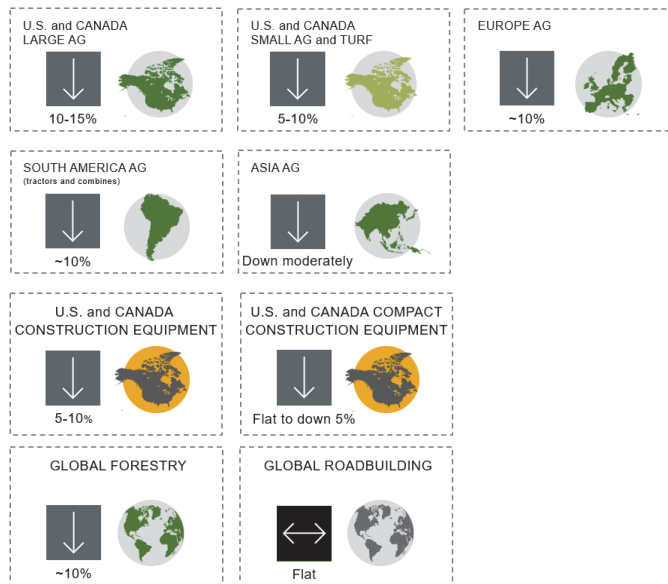 U.S. and CANADA
LARGE AG
10-15%
U.S. and CANADA
SMALL AG and TURF
5-10%
EUROPE AG
~10%
SOUTH AMERICA AG
(tractors and combines)
~10%
ASIA AG
Down moderately
U.S. and CANADA
CONSTRUCTION EQUIPMENT
5-10%
U.S. and CANADA COMPACT
CONSTRUCTION EQUIPMENT
Flat to down 5%
GLOBAL FORESTRY
~10%
GLOBAL ROADBUILDING
Flat